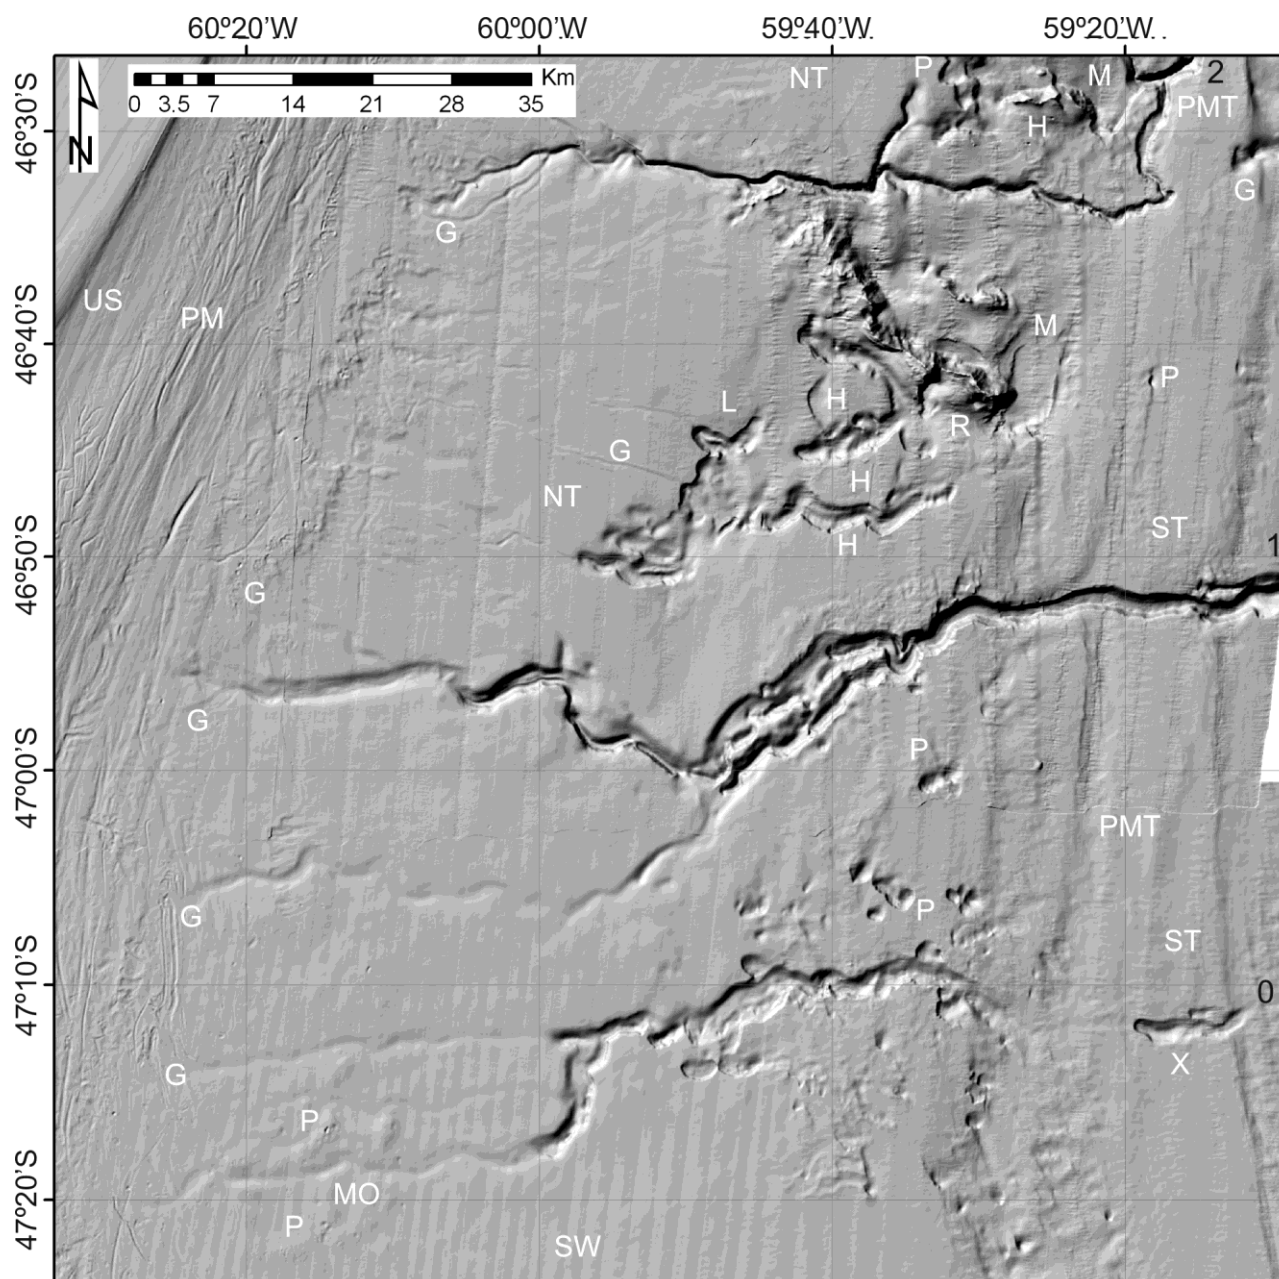 60º20'W 60º00'W 59º40'W 59º20'W
Km
0 3.5 7 14 21 28 35
N
NT P M 2
PMT
H
46º30'S
G
G
US PM
M
46º40'S
P
L H
R
G
H
NT
ST
H
1
46º50'S
G
G
P
47º00'S
PMT
G
P
ST
0
47º10'S
X
G
P
MO
47º20'S
P
SW